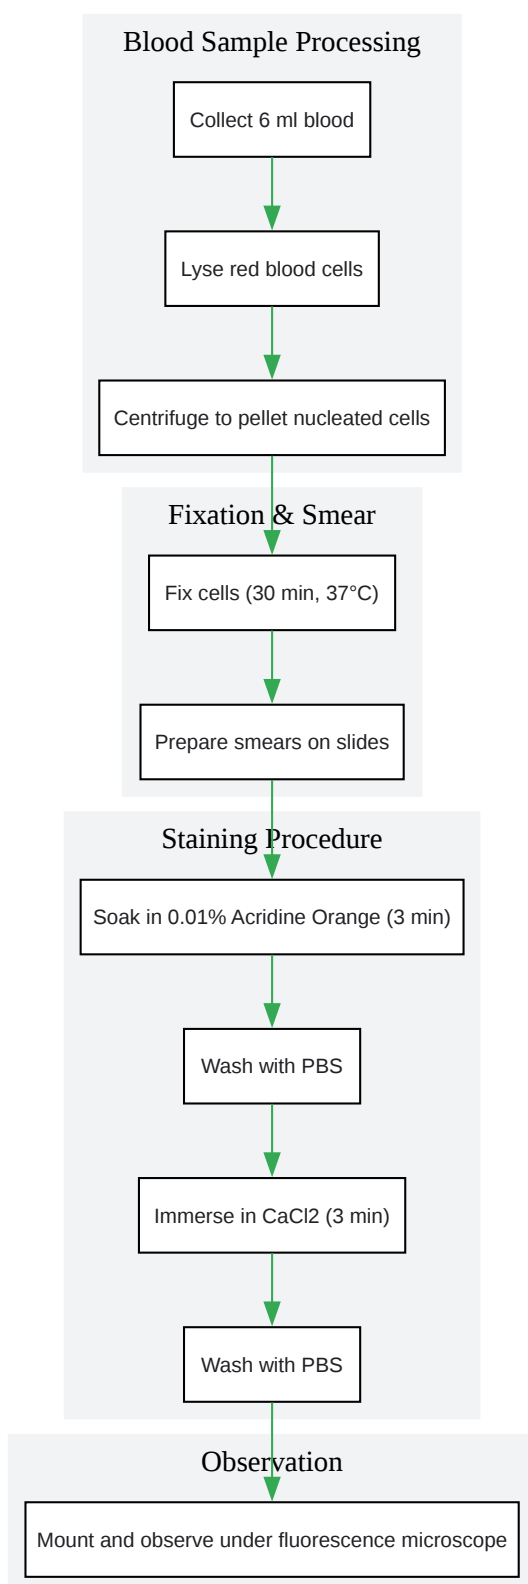 Blood Sample Processing
Collect 6 ml blood
Lyse red blood cells
Centrifuge to pellet nucleated cells
Fixation & Smear
Fix cells (30 min, 37°C)
Prepare smears on slides
Staining Procedure
Soak in 0.01% Acridine Orange (3 min)
Wash with PBS
Immerse in CaCl2 (3 min)
Wash with PBS
Observation
Mount and observe under fluorescence microscope